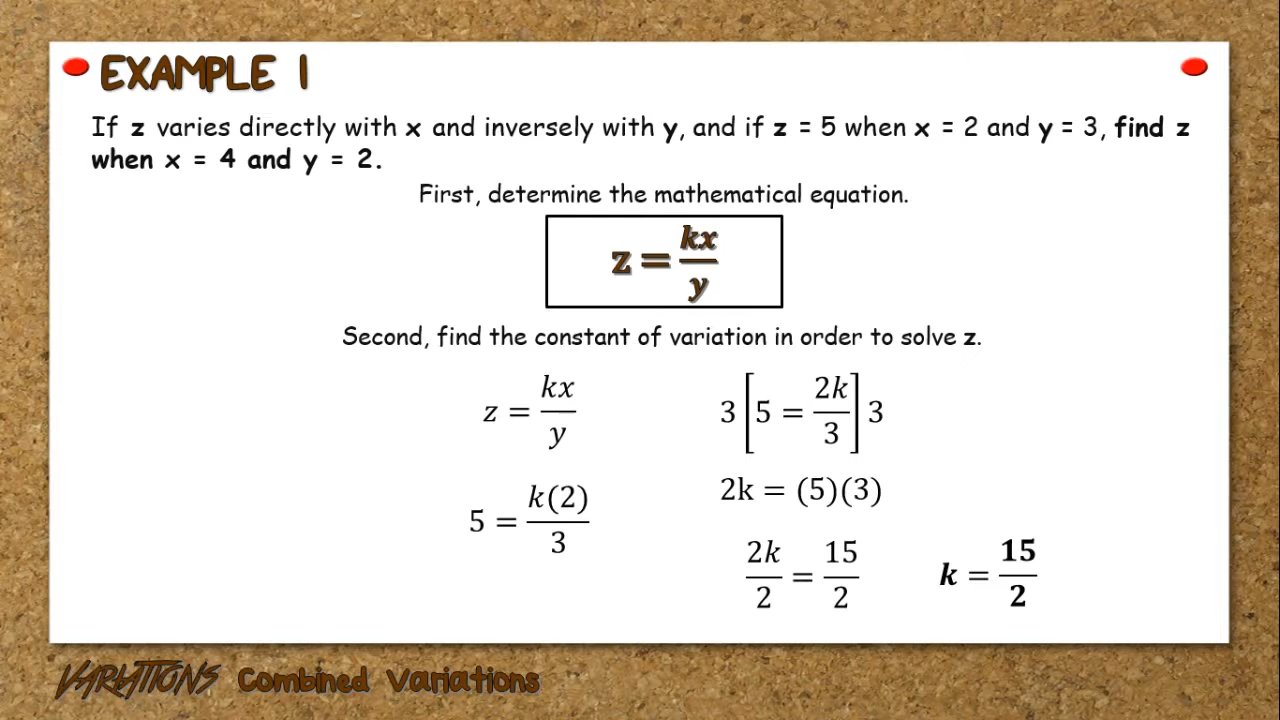 EXAMPLE 1
If z varies directly with x and inversely with y, and if z = 5 when x = 2 and y = 3, find z
when x = 4 and y = 2.
First, determine the mathematical equation.
z = kx/y
Second, find the constant of variation in order to solve z.
z = kx/y
5 = k(2)/3
3[5 = 2k/3]3
2k = (5)(3)
2k/2 = 15/2
k = 15/2
VARIATIONS Combined Variations